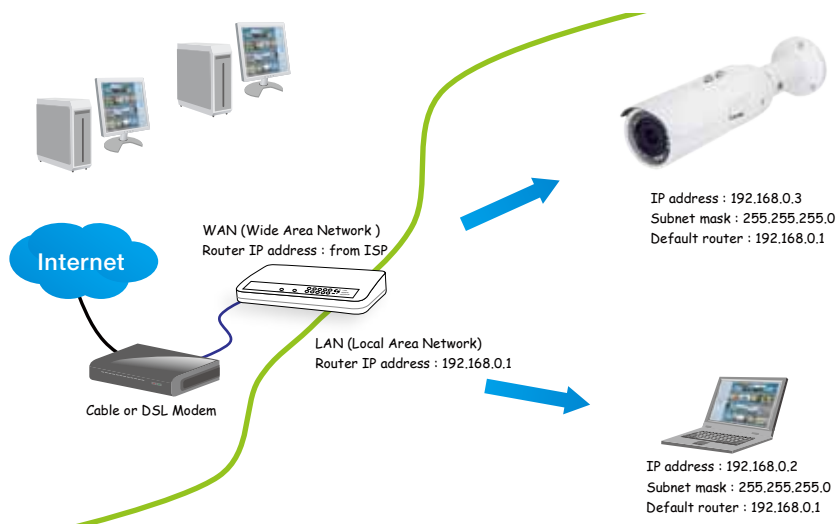 WAN (Wide Area Network )
Router IP address : from ISP
Internet
IP address : 192.168.0.3
Subnet mask : 255.255.255.0
Default router : 192.168.0.1
LAN (Local Area Network)
Router IP address : 192.168.0.1
Cable or DSL Modem
IP address : 192.168.0.2
Subnet mask : 255.255.255.0
Default router : 192.168.0.1